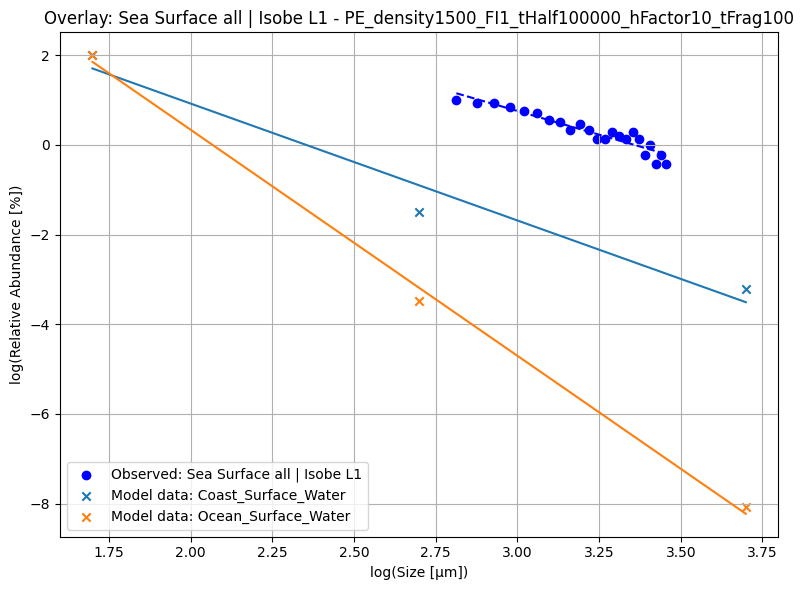 Overlay: Sea Surface all | Isobe L1 - PE_density1500_FI1_tHalf100000_hFactor10_tFrag100
log(Relative Abundance [%])
2
0
−2
−4
−6
−8
Observed: Sea Surface all | Isobe L1
Model data: Coast_Surface_Water
Model data: Ocean_Surface_Water
1.75 2.00 2.25 2.50 2.75 3.00 3.25 3.50 3.75
log(Size [μm])